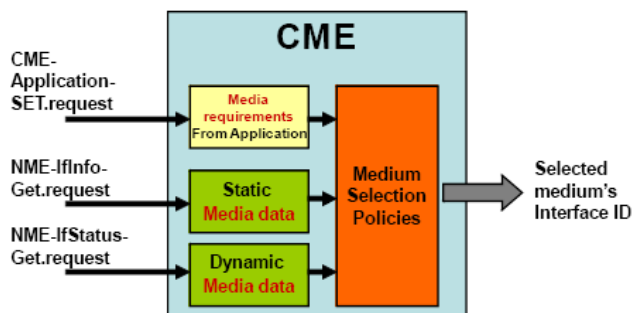 CME
CME-
Application-
SET.request
Media
requirements
From Application
NME-IfInfo-
Get.request
Static
Media data
NME-IfStatus-
Get.request
Dynamic
Media data
Medium
Selection
Policies
Selected
medium's
Interface ID